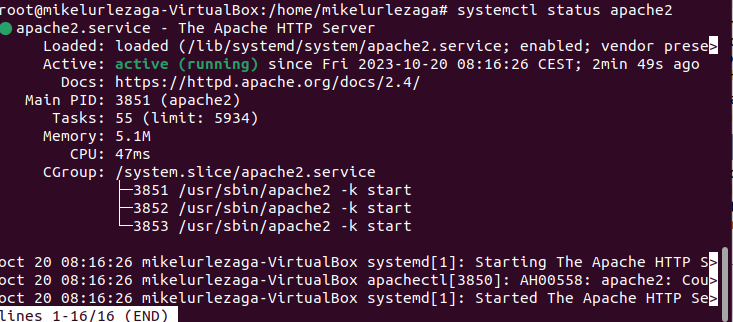 root@mikelurlezaga-VirtualBox:/home/mikelurlezaga# systemctl status apache2
● apache2.service - The Apache HTTP Server
Loaded: loaded (/lib/systemd/system/apache2.service; enabled; vendor prese>
Active: active (running) since Fri 2023-10-20 08:16:26 CEST; 2min 49s ago
Docs: https://httpd.apache.org/docs/2.4/
Main PID: 3851 (apache2)
Tasks: 55 (limit: 5934)
Memory: 5.1M
CPU: 47ms
CGroup: /system.slice/apache2.service
├─3851 /usr/sbin/apache2 -k start
├─3852 /usr/sbin/apache2 -k start
└─3853 /usr/sbin/apache2 -k start
oct 20 08:16:26 mikelurlezaga-VirtualBox systemd[1]: Starting The Apache HTTP S>
oct 20 08:16:26 mikelurlezaga-VirtualBox apachectl[3850]: AH00558: apache2: Cou>
oct 20 08:16:26 mikelurlezaga-VirtualBox systemd[1]: Started The Apache HTTP Se>
lines 1-16/16 (END)